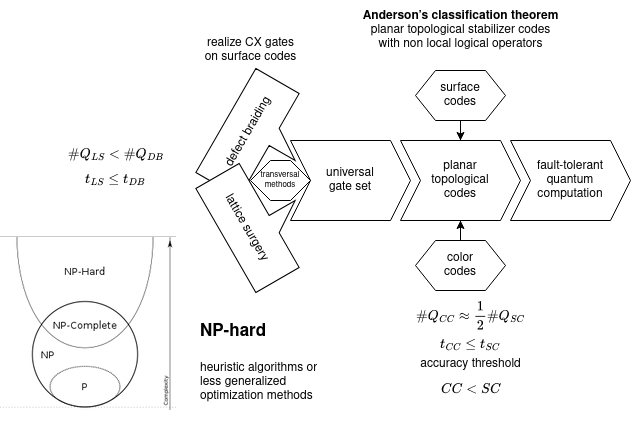 Anderson's classification theorem
planar topological stabilizer codes
with non local logical operators
realize CX gates
on surface codes
#Q_{LS} < #Q_{DB}
t_{LS} ≤ t_{DB}
defect braiding
transversal
methods
lattice surgery
universal
gate set
surface
codes
planar
topological
codes
color
codes
fault-tolerant
quantum
computation
#Q_{CC} ≈ \frac{1}{2} #Q_{SC}
t_{CC} ≤ t_{SC}
accuracy threshold
CC < SC
NP-Hard
NP-Complete
NP
P
Complexity
NP-hard
heuristic algorithms or
less generalized
optimization methods